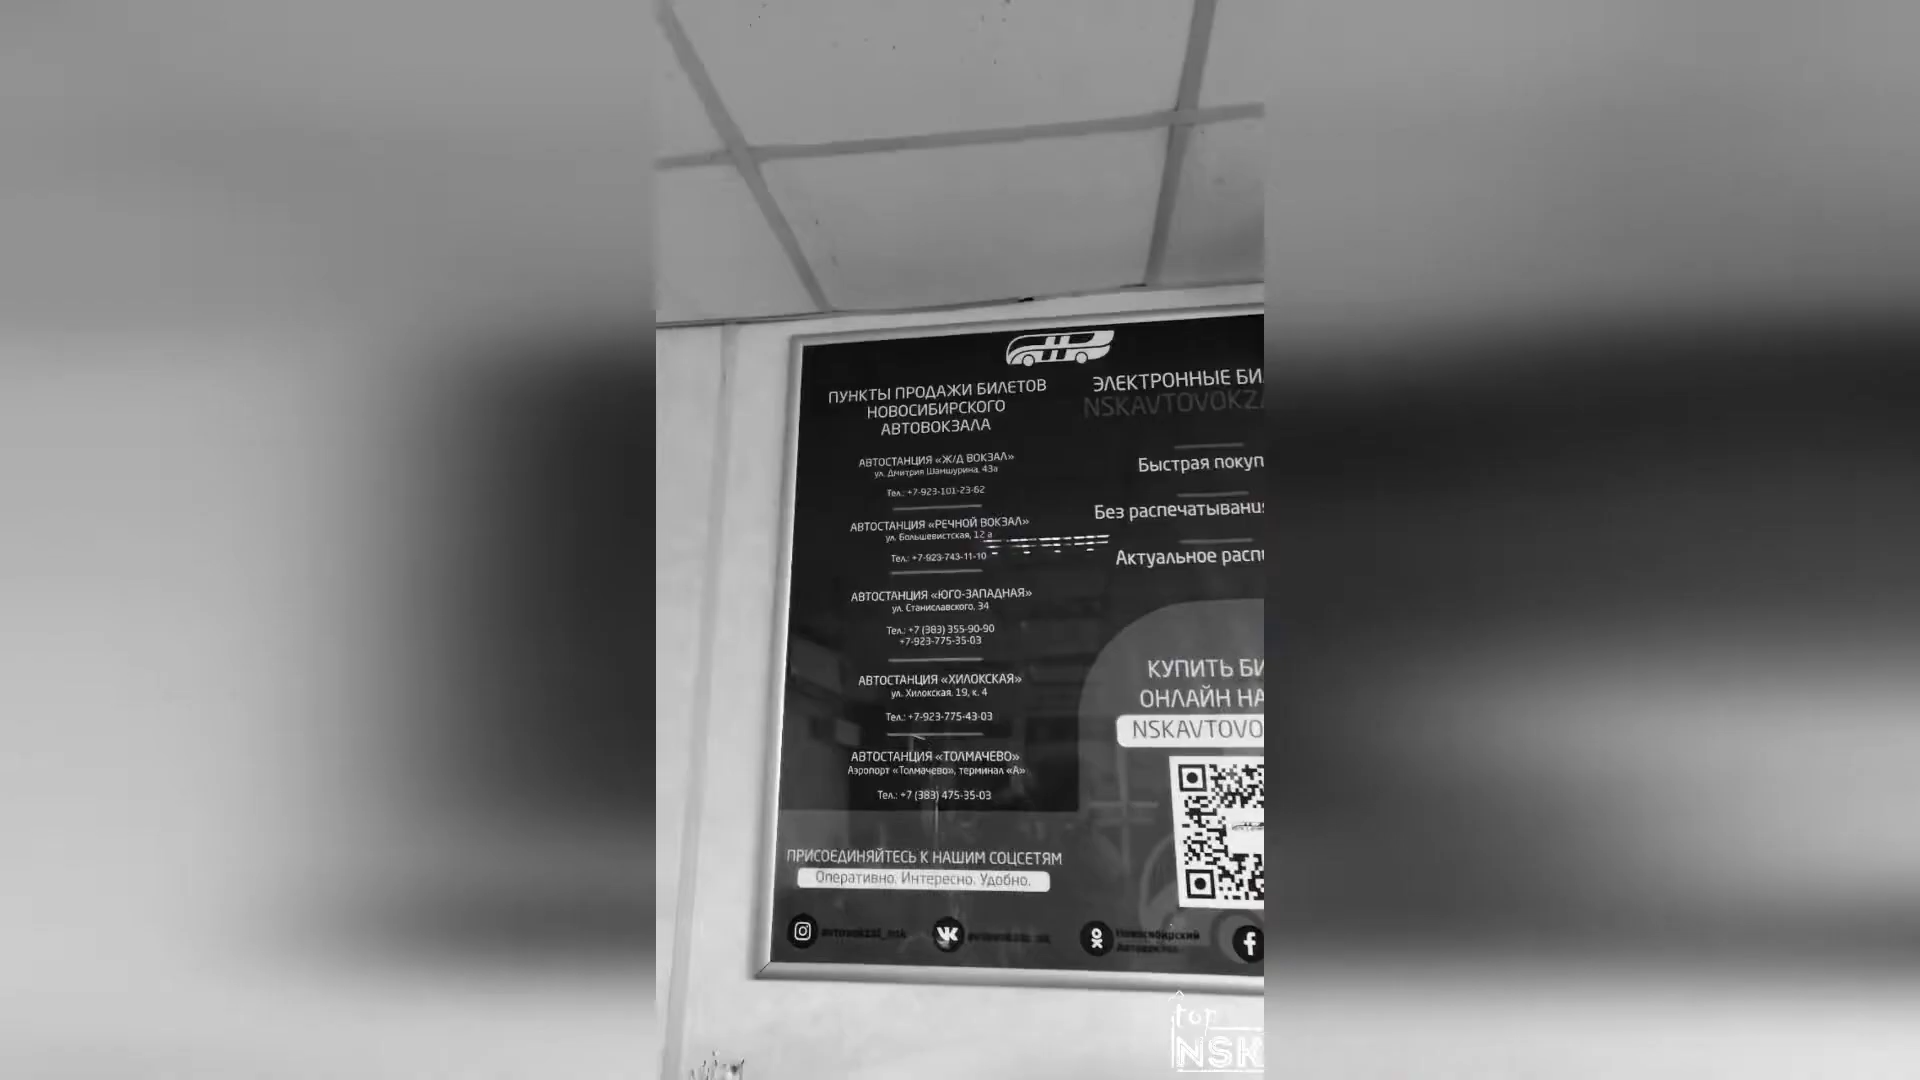 ПУНКТЫ ПРОДАЖИ БИЛЕТОВ
НОВОСИБИРСКОГО
АВТОВОКЗАЛА
АВТОСТАНЦИЯ «Ж/Д ВОКЗАЛ»
ул. Дмитрия Шамшурина, 43а
Тел.: +7-923-101-23-62
АВТОСТАНЦИЯ «РЕЧНОЙ ВОКЗАЛ»
ул. Большевистская, 12 а
Тел.: +7-923-743-11-10
АВТОСТАНЦИЯ «ЮГО-ЗАПАДНАЯ»
ул. Станиславского, 34
Тел.: +7 (383) 355-90-90
+7-923-775-35-03
АВТОСТАНЦИЯ «ХИЛОКСКАЯ»
ул. Хилокская, 19, к. 4
Тел.: +7-923-775-43-03
АВТОСТАНЦИЯ «ТОЛМАЧЕВО»
Аэропорт «Толмачево», терминал «А»
Тел.: +7 (383) 475-35-03
ПРИСОЕДИНЯЙТЕСЬ К НАШИМ СОЦСЕТЯМ
Оперативно. Интересно. Удобно.
avtovokzal_nsk
Новосибирский
Автовокзал
ЭЛЕКТРОННЫЕ БИ
NSKAVTOVOKZA
Быстрая покуп
Без распечатывани
Актуальное расп
КУПИТЬ БИ
ОНЛАЙН НА
NSKAVTOVO
top
NSK